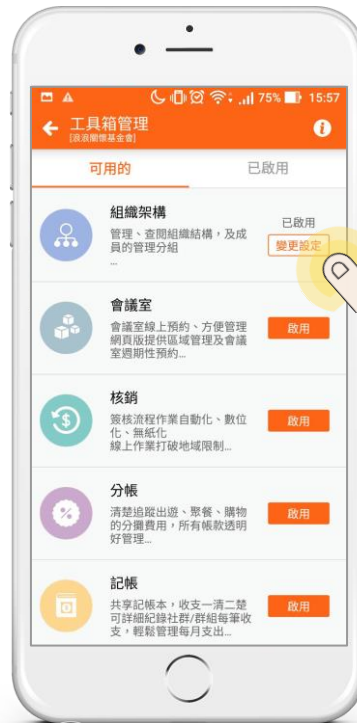 75% 15:57
工具箱管理
[浪浪關懷基金會]
可用的
已啟用
組織架構
管理、查閱組織結構，及成
員的管理分組
...
已啟用
變更設定
會議室
會議室線上預約、方便管理
網頁版提供區域管理及會議
室週期性預約...
啟用
核銷
簽核流程作業自動化、數位
化、無紙化
線上作業打破地域限制...
啟用
分帳
清楚追蹤出遊、聚餐、購物
的分攤費用，所有帳款透明
好管理...
啟用
記帳
共享記帳本，收支一清二楚
可詳細紀錄社群/群組每筆收
支，輕鬆管理每月支出...
啟用